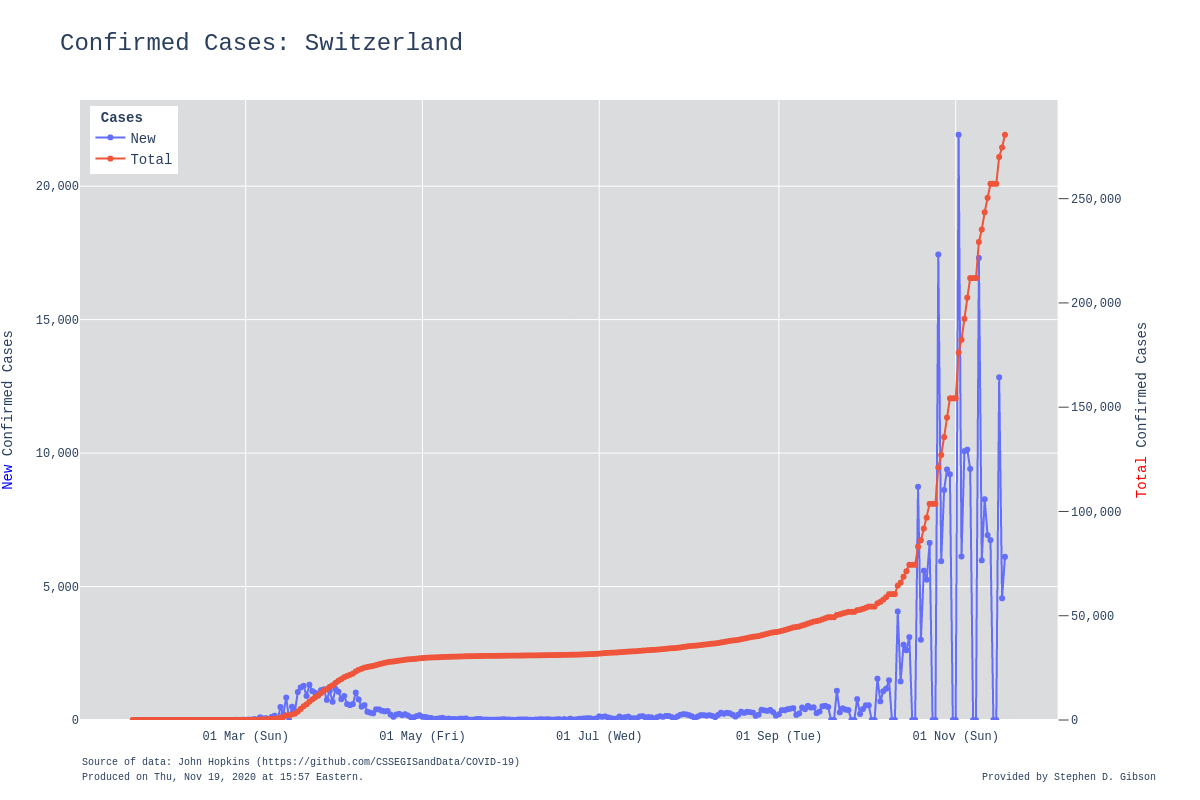 Confirmed Cases: Switzerland
Cases
New
Total
20,000
15,000
10,000
5,000
0
New Confirmed Cases
250,000
200,000
150,000
100,000
50,000
0
Total Confirmed Cases
01 Mar (Sun)
01 May (Fri)
01 Jul (Wed)
01 Sep (Tue)
01 Nov (Sun)
Source of data: John Hopkins (https://github.com/CSSEGISandData/COVID-19)
Produced on Thu, Nov 19, 2020 at 15:57 Eastern.
Provided by Stephen D. Gibson